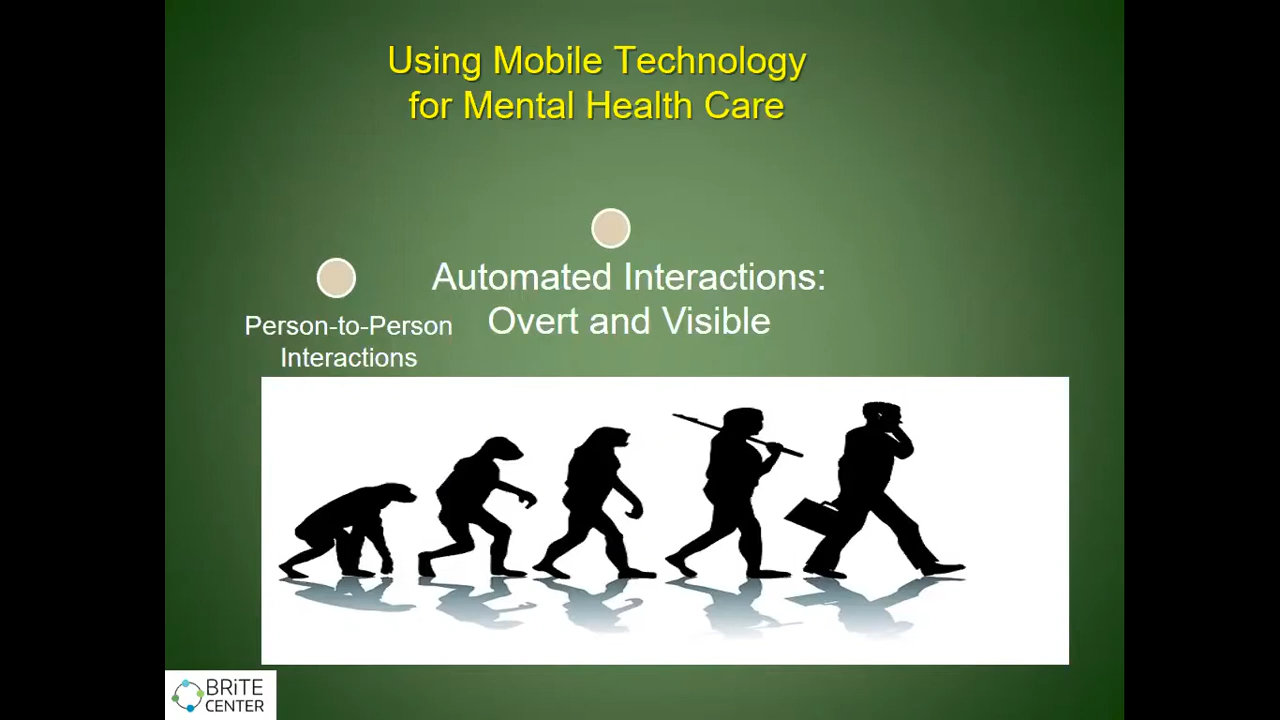 Using Mobile Technology
for Mental Health Care
Automated Interactions:
Overt and Visible
Person-to-Person
Interactions
BRiTE
CENTER